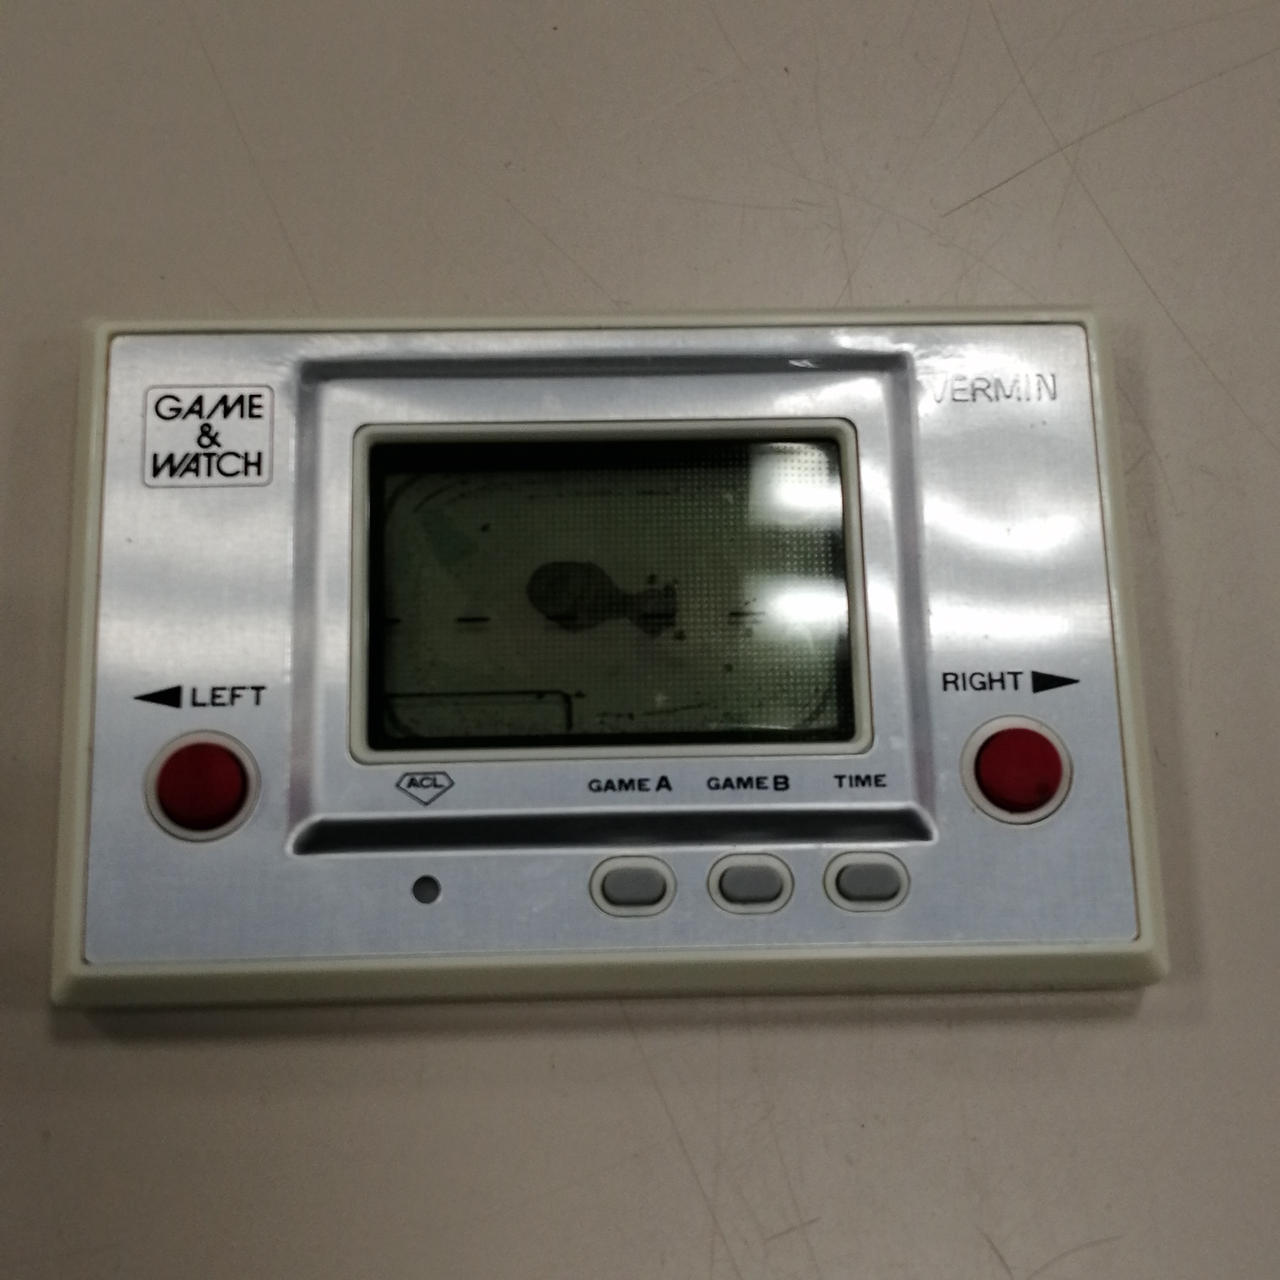 GAME
&
WATCH
VERMIN
◀ LEFT
RIGHT ▶
ACL
GAME A
GAME B
TIME